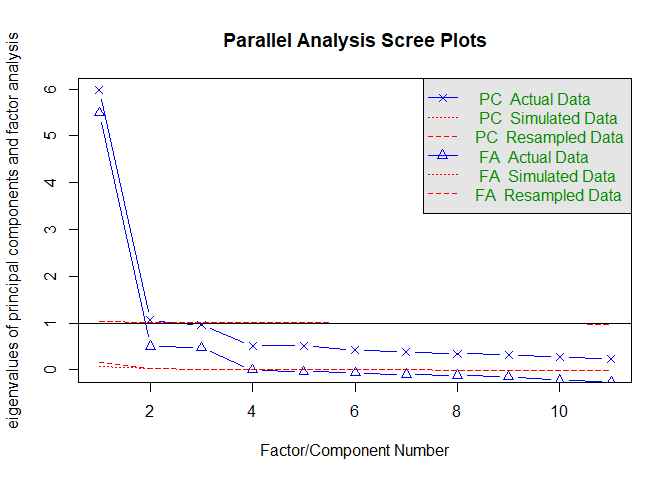 Parallel Analysis Scree Plots
eigenvalues of principal components and factor analysis
6
5
4
3
2
1
0
PC Actual Data
PC Simulated Data
PC Resampled Data
FA Actual Data
FA Simulated Data
FA Resampled Data
2 4 6 8 10
Factor/Component Number